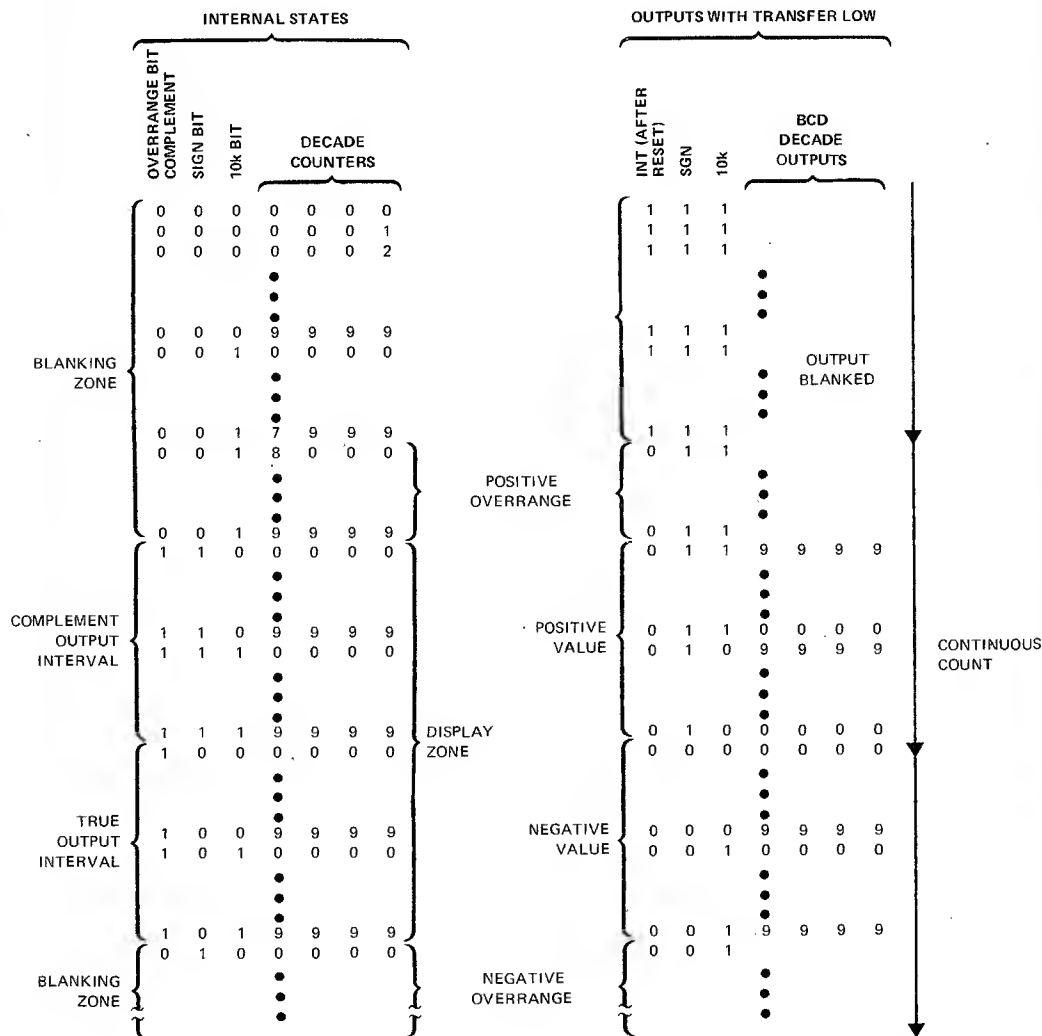 INTERNAL STATES
OUTPUTS WITH TRANSFER LOW
OVERRANGE BIT
COMPLEMENT
SIGN BIT
10k BIT
DECADE
COUNTERS
INT (AFTER
RESET)
SGN
10k
BCD
DECADE
OUTPUTS
0 0 0 0 0 0 0 1 1 1
0 0 0 0 0 0 1 1 1 1
0 0 0 0 0 0 2 1 1 1
0 0 0 9 9 9 9 1 1 1
0 0 1 0 0 0 0 1 1 1
BLANKING
ZONE
OUTPUT
BLANKED
0 0 1 7 9 9 9 1 1 1
0 0 1 8 0 0 0 0 1 1
POSITIVE
OVERRANGE
0 0 1 9 9 9 9 0 1 1
1 1 0 0 0 0 0 0 1 1 9 9 9 9
COMPLEMENT
OUTPUT
INTERVAL
1 1 0 9 9 9 9 0 1 1 0 0 0 0
1 1 1 0 0 0 0 0 1 0 9 9 9 9
POSITIVE
VALUE
CONTINUOUS
COUNT
1 1 1 9 9 9 9 0 1 0 0 0 0 0
1 0 0 0 0 0 0 0 0 0 0 0 0 0
DISPLAY
ZONE
TRUE
OUTPUT
INTERVAL
1 0 0 9 9 9 9 0 0 0 9 9 9 9
1 0 1 0 0 0 0 0 0 1 0 0 0 0
NEGATIVE
VALUE
1 0 1 9 9 9 9 0 0 1 9 9 9 9
0 1 0 0 0 0 0 0 0 1
BLANKING
ZONE
NEGATIVE
OVERRANGE